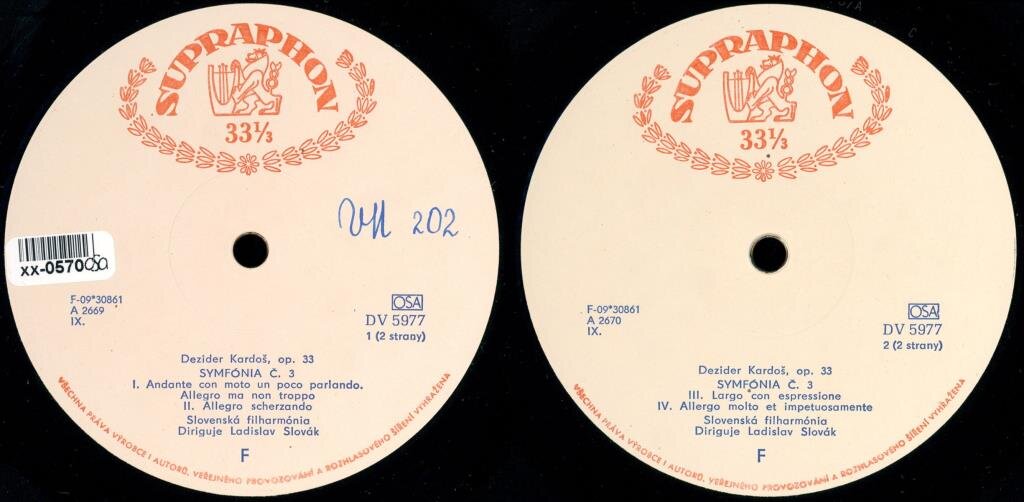 SUPRAPHON
33⅓
202
xx-0570
OSA
F-09*30861
A 2669
IX.
OSA
DV 5977
1 (2 strany)
Dezider Kardoš, op. 33
SYMFÓNIA Č. 3
I. Andante con moto un poco parlando.
Allegro ma non troppo
II. Allegro scherzando
Slovenská filharmónia
Diriguje Ladislav Slovák
F
VŠECHNA PRÁVA VÝROBCE I AUTORŮ, VEŘEJNÉHO PROVOZOVÁNÍ A ROZHLASOVÉHO ŠÍŘENÍ VYHRAŽENA
SUPRAPHON
33⅓
F-09*30861
A 2670
IX.
OSA
DV 5977
2 (2 strany)
Dezider Kardoš, op. 33
SYMFÓNIA Č. 3
III. Largo con espressione
IV. Allergo molto et impetuosamente
Slovenská filharmónia
Diriguje Ladislav Slovák
F
VŠECHNA PRÁVA VÝROBCE I AUTORŮ, VEŘEJNÉHO PROVOZOVÁNÍ A ROZHLASOVÉHO ŠÍŘENÍ VYHRAŽENA